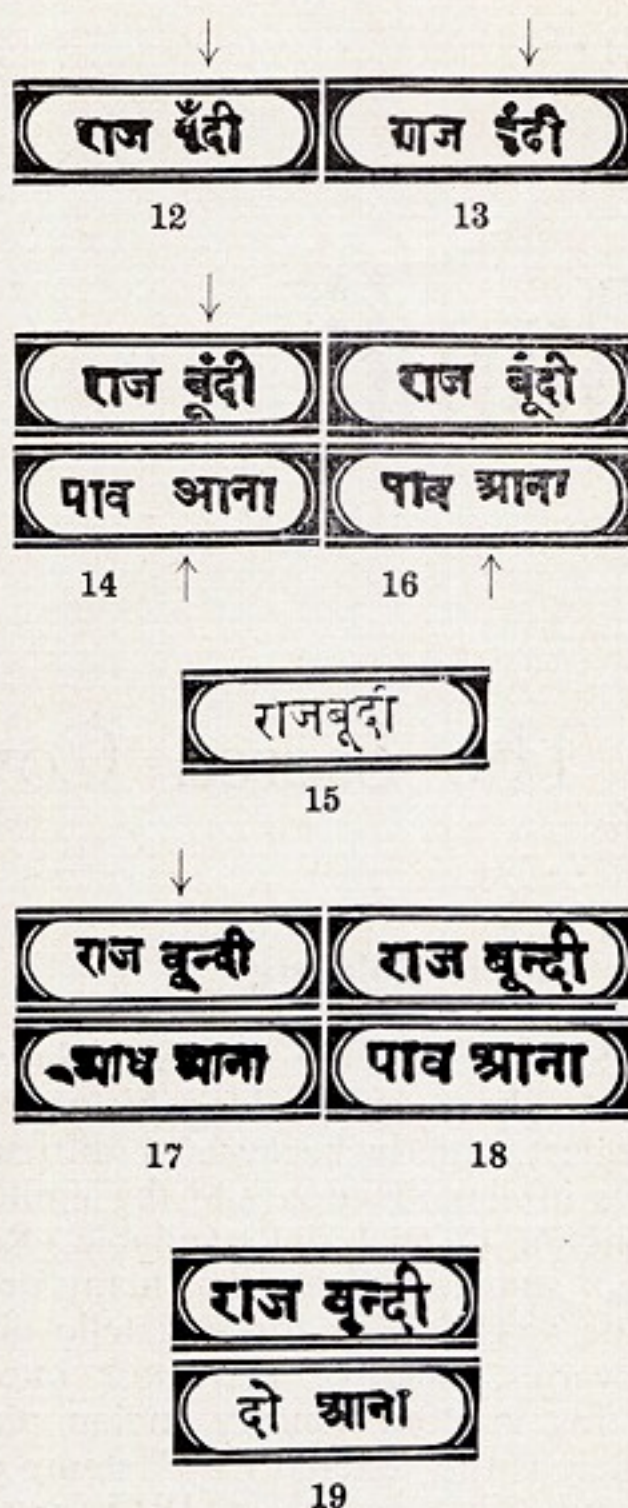 राज बूँदी राज ईंदी
12 13
राज बूंदी राज बूंदी
पाव आना पाव आना
14 16
राजबूर्दी
15
राज वून्दी राज बून्दी
आध आना पाव आना
17 18
राज वुन्दी
दो आना
19